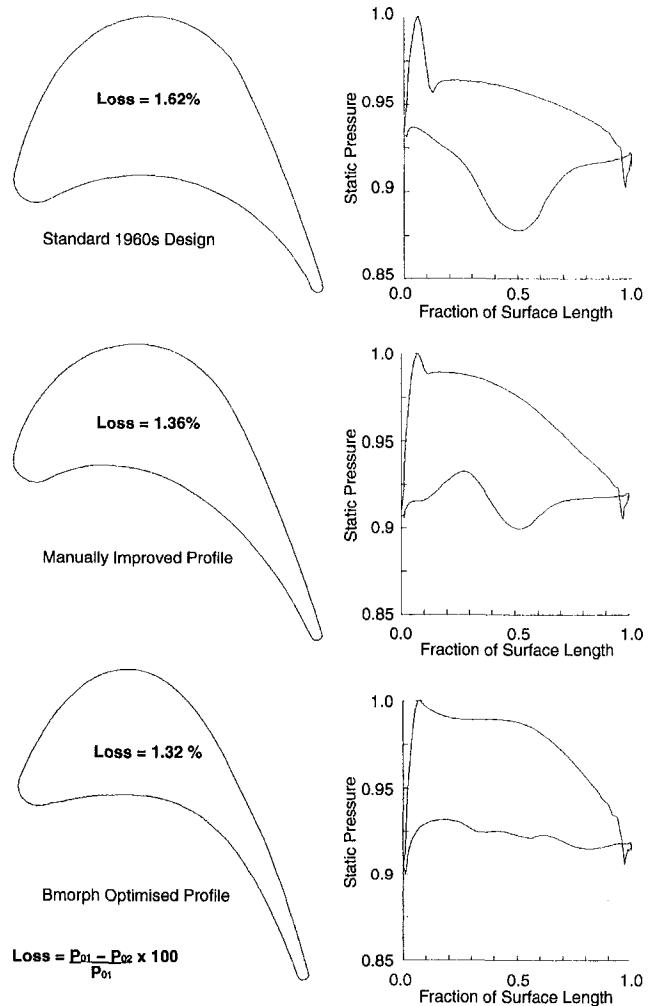 Loss = 1.62%
Standard 1960s Design
Static Pressure
1.0
0.95
0.9
0.85
0.0
0.5
1.0
Fraction of Surface Length
Loss = 1.36%
Manually Improved Profile
Static Pressure
1.0
0.95
0.9
0.85
0.0
0.5
1.0
Fraction of Surface Length
Loss = 1.32 %
Bmorph Optimised Profile
Static Pressure
1.0
0.95
0.9
0.85
0.0
0.5
1.0
Fraction of Surface Length
Loss = P01 – P02 x 100
P01